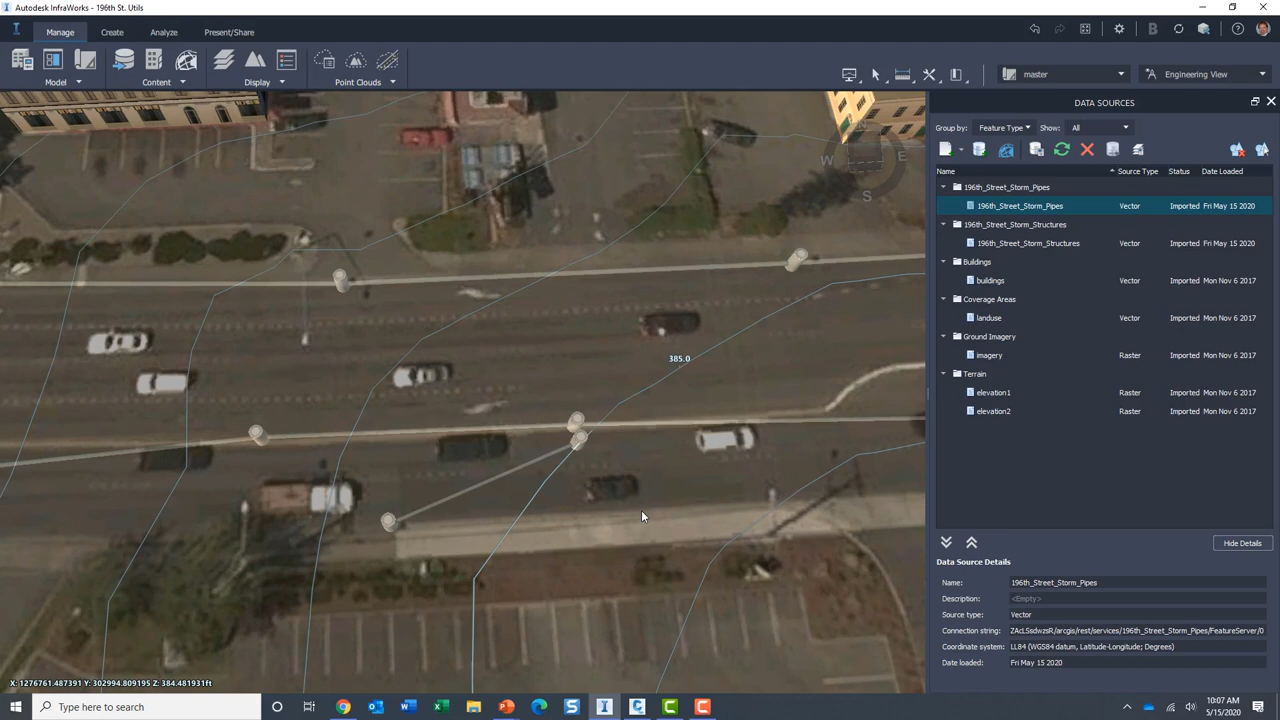 Autodesk InfraWorks - 196th St. Utils
Manage Create Analyze Present/Share
Model Content Display Point Clouds
master Engineering View
DATA SOURCES
Group by: Feature Type Show: All
Name Source Type Status Date Loaded
196th_Street_Storm_Pipes
196th_Street_Storm_Pipes Vector Imported Fri May 15 2020
196th_Street_Storm_Structures
196th_Street_Storm_Structures Vector Imported Fri May 15 2020
Buildings
buildings Vector Imported Mon Nov 6 2017
Coverage Areas
landuse Vector Imported Mon Nov 6 2017
Ground Imagery
imagery Raster Imported Mon Nov 6 2017
Terrain
elevation1 Raster Imported Mon Nov 6 2017
elevation2 Raster Imported Mon Nov 6 2017
Hide Details
Data Source Details
Name: 196th_Street_Storm_Pipes
Description: <Empty>
Source type: Vector
Connection string: ZAcLSsdwzsR/arcgis/rest/services/196th_Street_Storm_Pipes/FeatureServer/0
Coordinate system: LL84 (WGS84 datum, Latitude-Longitude; Degrees)
Date loaded: Fri May 15 2020
W E
S
385.0
X: 1276761.487391 Y: 302994.809195 Z: 384.481931ft
Type here to search
10:07 AM
5/15/2020